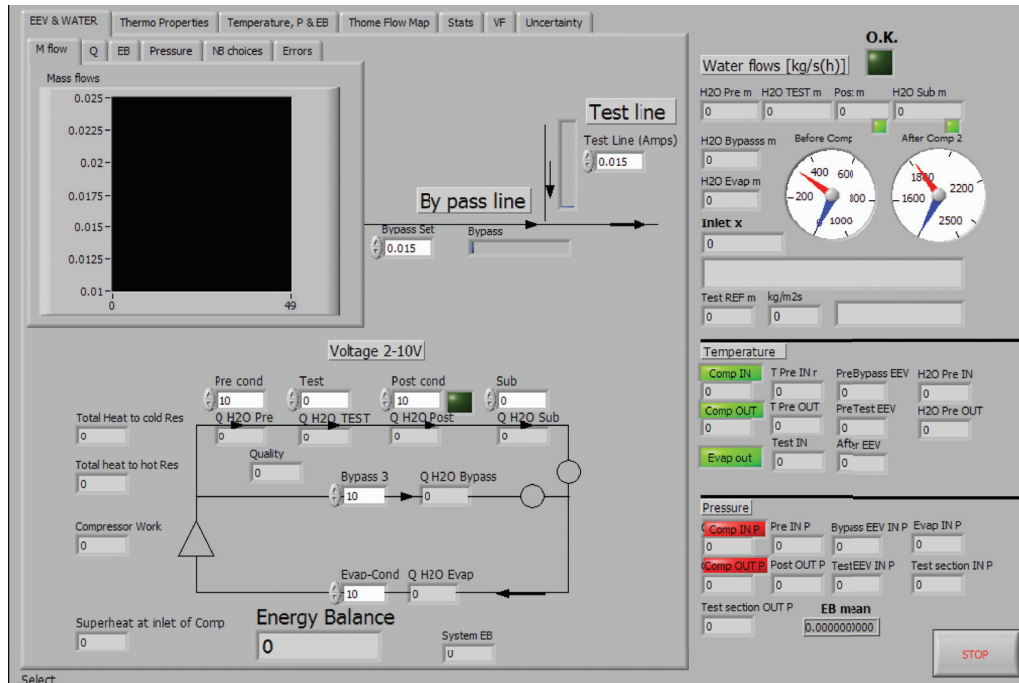 EEV & WATER Thermo Properties Temperature, P & EB Thome Flow Map Stats VF Uncertainty
M flow Q EB Pressure NB choices Errors
Mass flows
0.025
0.0225
0.02
0.0175
0.015
0.0125
0.01
0 49
Test line
Test Line (Amps)
0.015
By pass line
Bypass Set Bypass
0.015
Voltage 2-10V
Pre cond Test Post cond Sub
10 0 10 0
Total Heat to cold Res Q H2O Pre Q H2O TEST Q H2O Post Q H2O Sub
0 0 0 0 0
Total heat to hot Res Quality
0 0
Bypass 3 Q H2O Bypass
10 0
Compressor Work
0
Evap-Cond Q H2O Evap
10 0
Superheat at inlet of Comp
0
Energy Balance
0
System EB
Select
O.K.
Water flows [kg/s(h)]
H2O Pre m H2O TEST m Pos m H2O Sub m
0 0 0 0
H2O Bypasss m
0
Before Comp After Comp 2
200 400 600 800 1000 0
1600 1800 2200 2500
H2O Evap m
0
Inlet x
0
Test REF m kg/m2s
0 0
Temperature
Comp IN T Pre IN r PreBypass EEV H2O Pre IN
0 0 0 0
Comp OUT T Pre OUT PreTest EEV H2O Pre OUT
0 0 0 0
Evap out Test IN After EEV
0 0
Pressure
Comp IN P Pre IN P Bypass EEV IN P Evap IN P
0 0 0 0
Comp OUT P Post OUT P TestEEV IN P Test section IN P
0 0 0 0
Test section OUT P EB mean
0 0.000000000
STOP